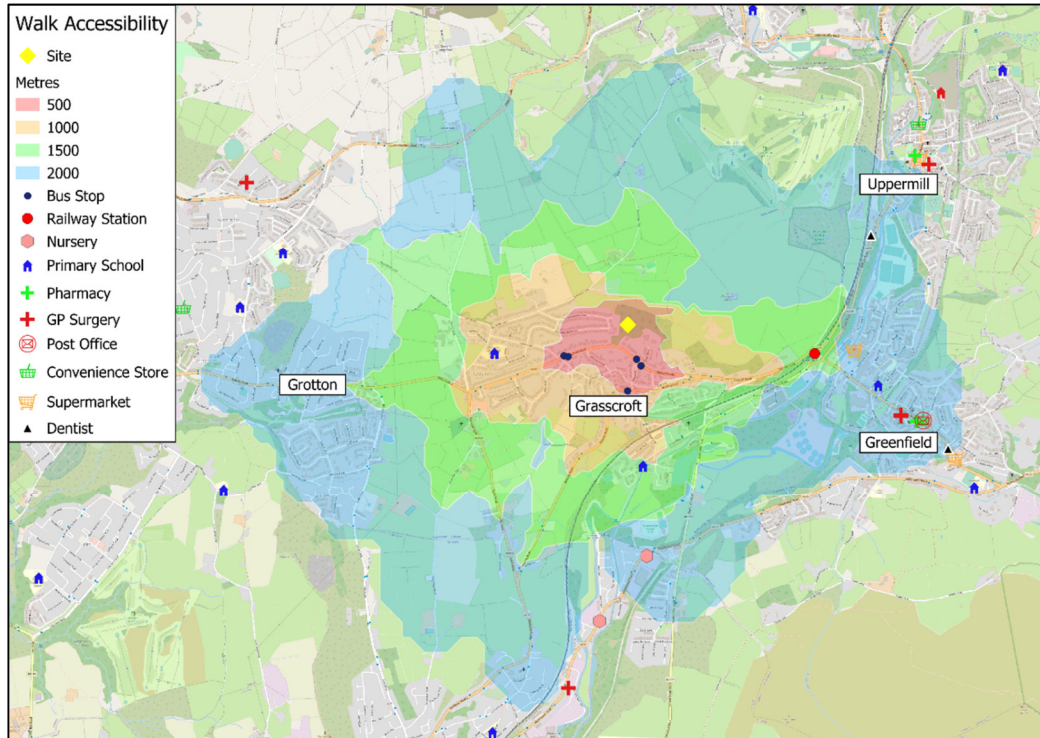 Walk Accessibility
Site
Metres
500
1000
1500
2000
Bus Stop
Railway Station
Nursery
Primary School
Pharmacy
GP Surgery
Post Office
Convenience Store
Supermarket
Dentist
Uppermill
Grotton
Grasscroft
Greenfield